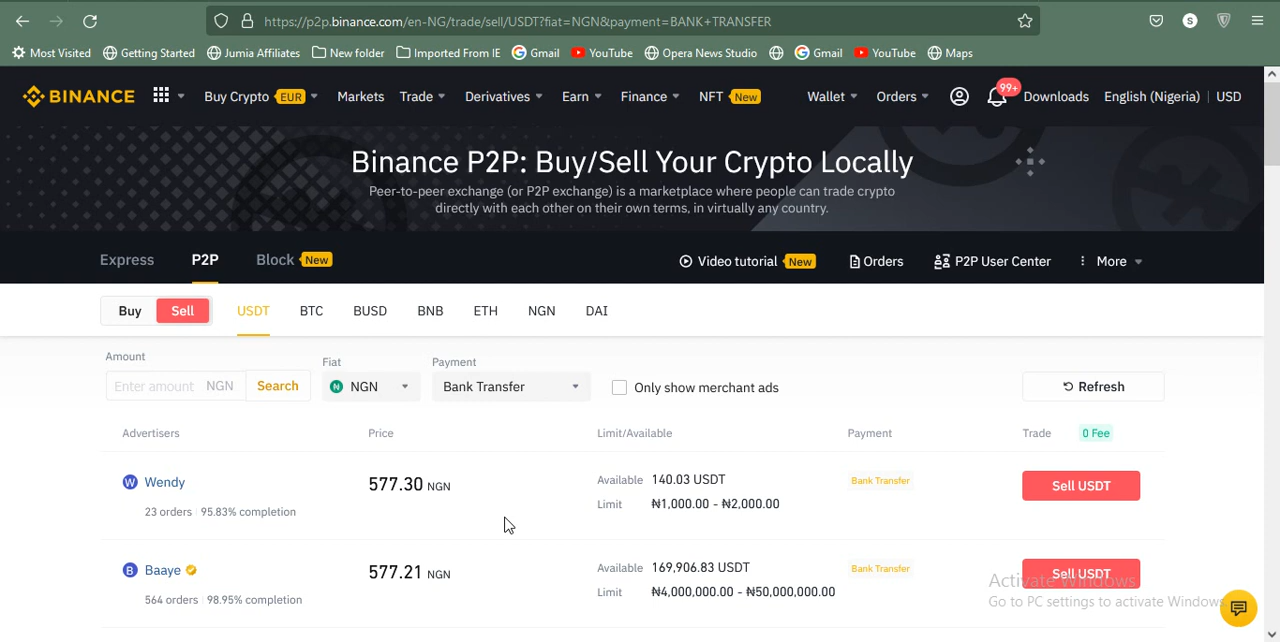 https://p2p.binance.com/en-NG/trade/sell/USDT?fiat=NGN&payment=BANK+TRANSFER
S
Most Visited Getting Started Jumia Affiliates New folder Imported From IE Gmail YouTube Opera News Studio Gmail YouTube Maps
BINANCE Buy Crypto EUR Markets Trade Derivatives Earn Finance NFT New Wallet Orders 99+ Downloads English (Nigeria) | USD
Binance P2P: Buy/Sell Your Crypto Locally
Peer-to-peer exchange (or P2P exchange) is a marketplace where people can trade crypto
directly with each other on their own terms, in virtually any country.
Express P2P Block New Video tutorial New Orders P2P User Center More
Buy Sell USDT BTC BUSD BNB ETH NGN DAI
Amount Fiat Payment
Enter amount NGN Search N NGN Bank Transfer Only show merchant ads Refresh
Advertisers Price Limit/Available Payment Trade 0 Fee
W Wendy 577.30 NGN Available 140.03 USDT Bank Transfer Sell USDT
23 orders | 95.83% completion Limit ₦1,000.00 - ₦2,000.00
B Baaye 577.21 NGN Available 169,906.83 USDT Bank Transfer Sell USDT
564 orders | 98.95% completion Limit ₦4,000,000.00 - ₦50,000,000.00
Activate Windows
Go to PC settings to activate Windows.